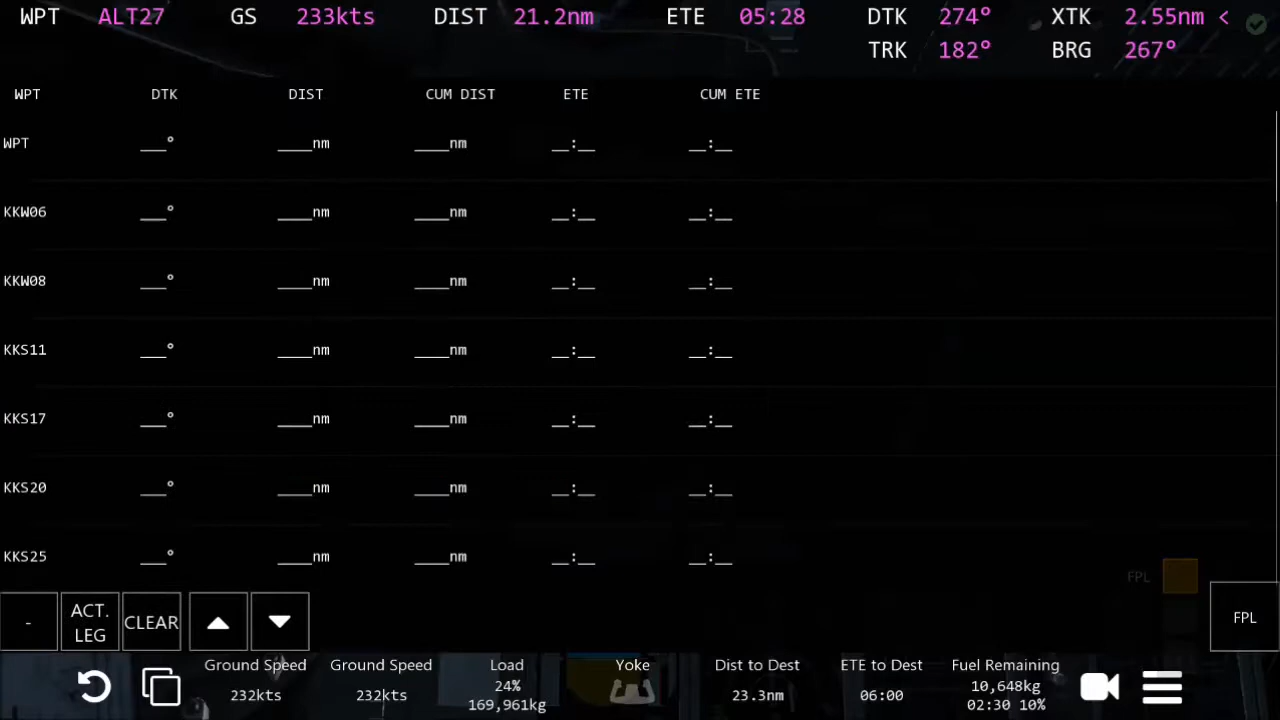 WPT ALT27 GS 233kts DIST 21.2nm ETE 05:28 DTK 274° XTK 2.55nm <
TRK 182° BRG 267°
WPT DTK DIST CUM DIST ETE CUM ETE
WPT ___° ____nm ____nm __:__ __:__
KKW06 ___° ____nm ____nm __:__ __:__
KKW08 ___° ____nm ____nm __:__ __:__
KKS11 ___° ____nm ____nm __:__ __:__
KKS17 ___° ____nm ____nm __:__ __:__
KKS20 ___° ____nm ____nm __:__ __:__
KKS25 ___° ____nm ____nm __:__ __:__
FPL
- ACT. LEG CLEAR FPL
Ground Speed Ground Speed Load Yoke Dist to Dest ETE to Dest Fuel Remaining
232kts 232kts 24% 23.3nm 06:00 10,648kg
169,961kg 02:30 10%